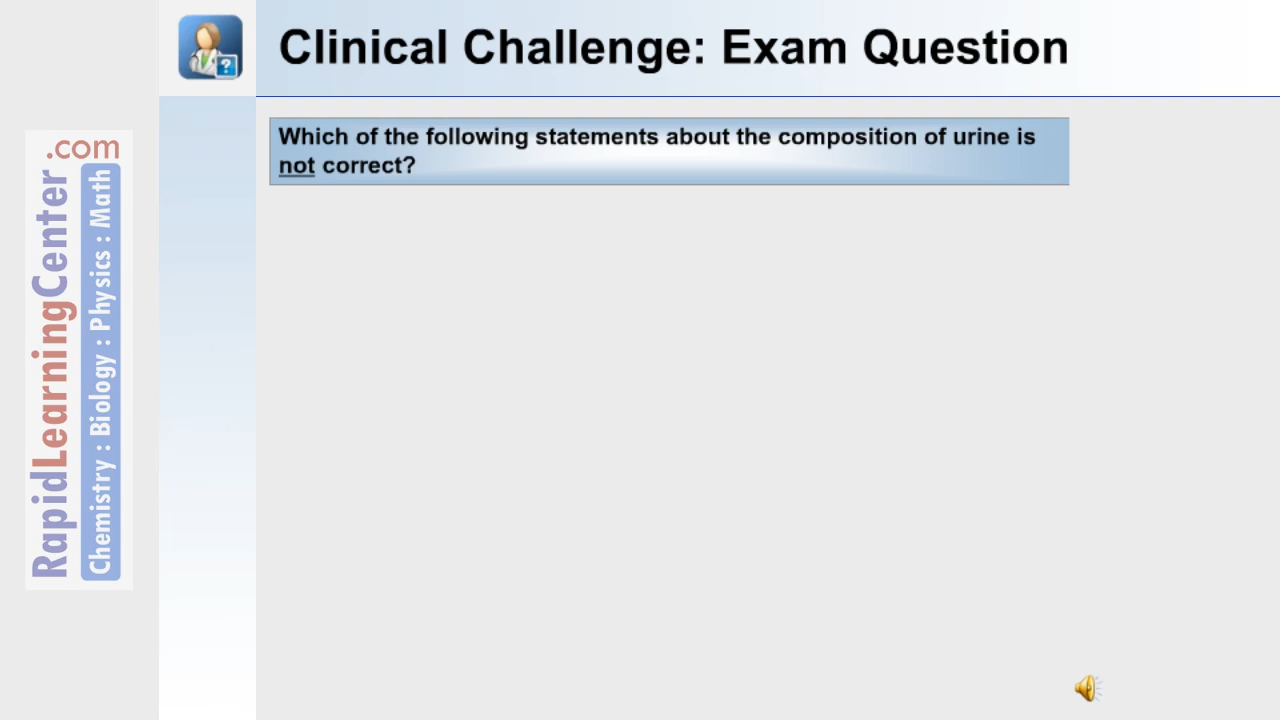 Clinical Challenge: Exam Question
Which of the following statements about the composition of urine is
not correct?
RapidLearningCenter.com
Chemistry : Biology : Physics : Math
?